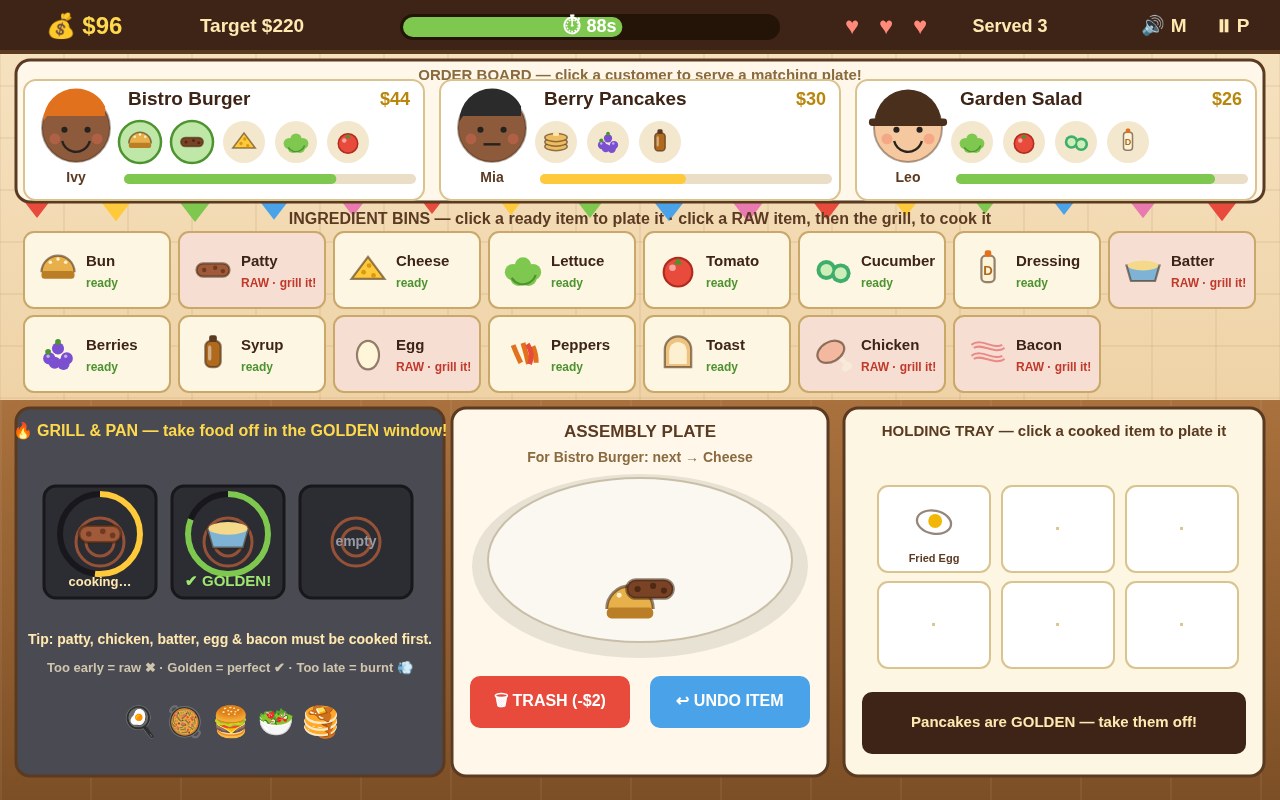 💰 $96 Target $220 ⏱ 88s ♥ ♥ ♥ Served 3 🔊 M ⏸ P
ORDER BOARD — click a customer to serve a matching plate!
Bistro Burger $44
Ivy
Berry Pancakes $30
Mia
Garden Salad $26
D
Leo
INGREDIENT BINS — click a ready item to plate it · click a RAW item, then the grill, to cook it
Bun
ready
Patty
RAW · grill it!
Cheese
ready
Lettuce
ready
Tomato
ready
Cucumber
ready
D
Dressing
ready
Batter
RAW · grill it!
Berries
ready
Syrup
ready
Egg
RAW · grill it!
Peppers
ready
Toast
ready
Chicken
RAW · grill it!
Bacon
RAW · grill it!
🔥 GRILL & PAN — take food off in the GOLDEN window!
cooking…
✔ GOLDEN!
empty
Tip: patty, chicken, batter, egg & bacon must be cooked first.
Too early = raw ✖ · Golden = perfect ✔ · Too late = burnt 💨
ASSEMBLY PLATE
For Bistro Burger: next → Cheese
🗑 TRASH (-$2)
↩ UNDO ITEM
HOLDING TRAY — click a cooked item to plate it
Fried Egg
Pancakes are GOLDEN — take them off!